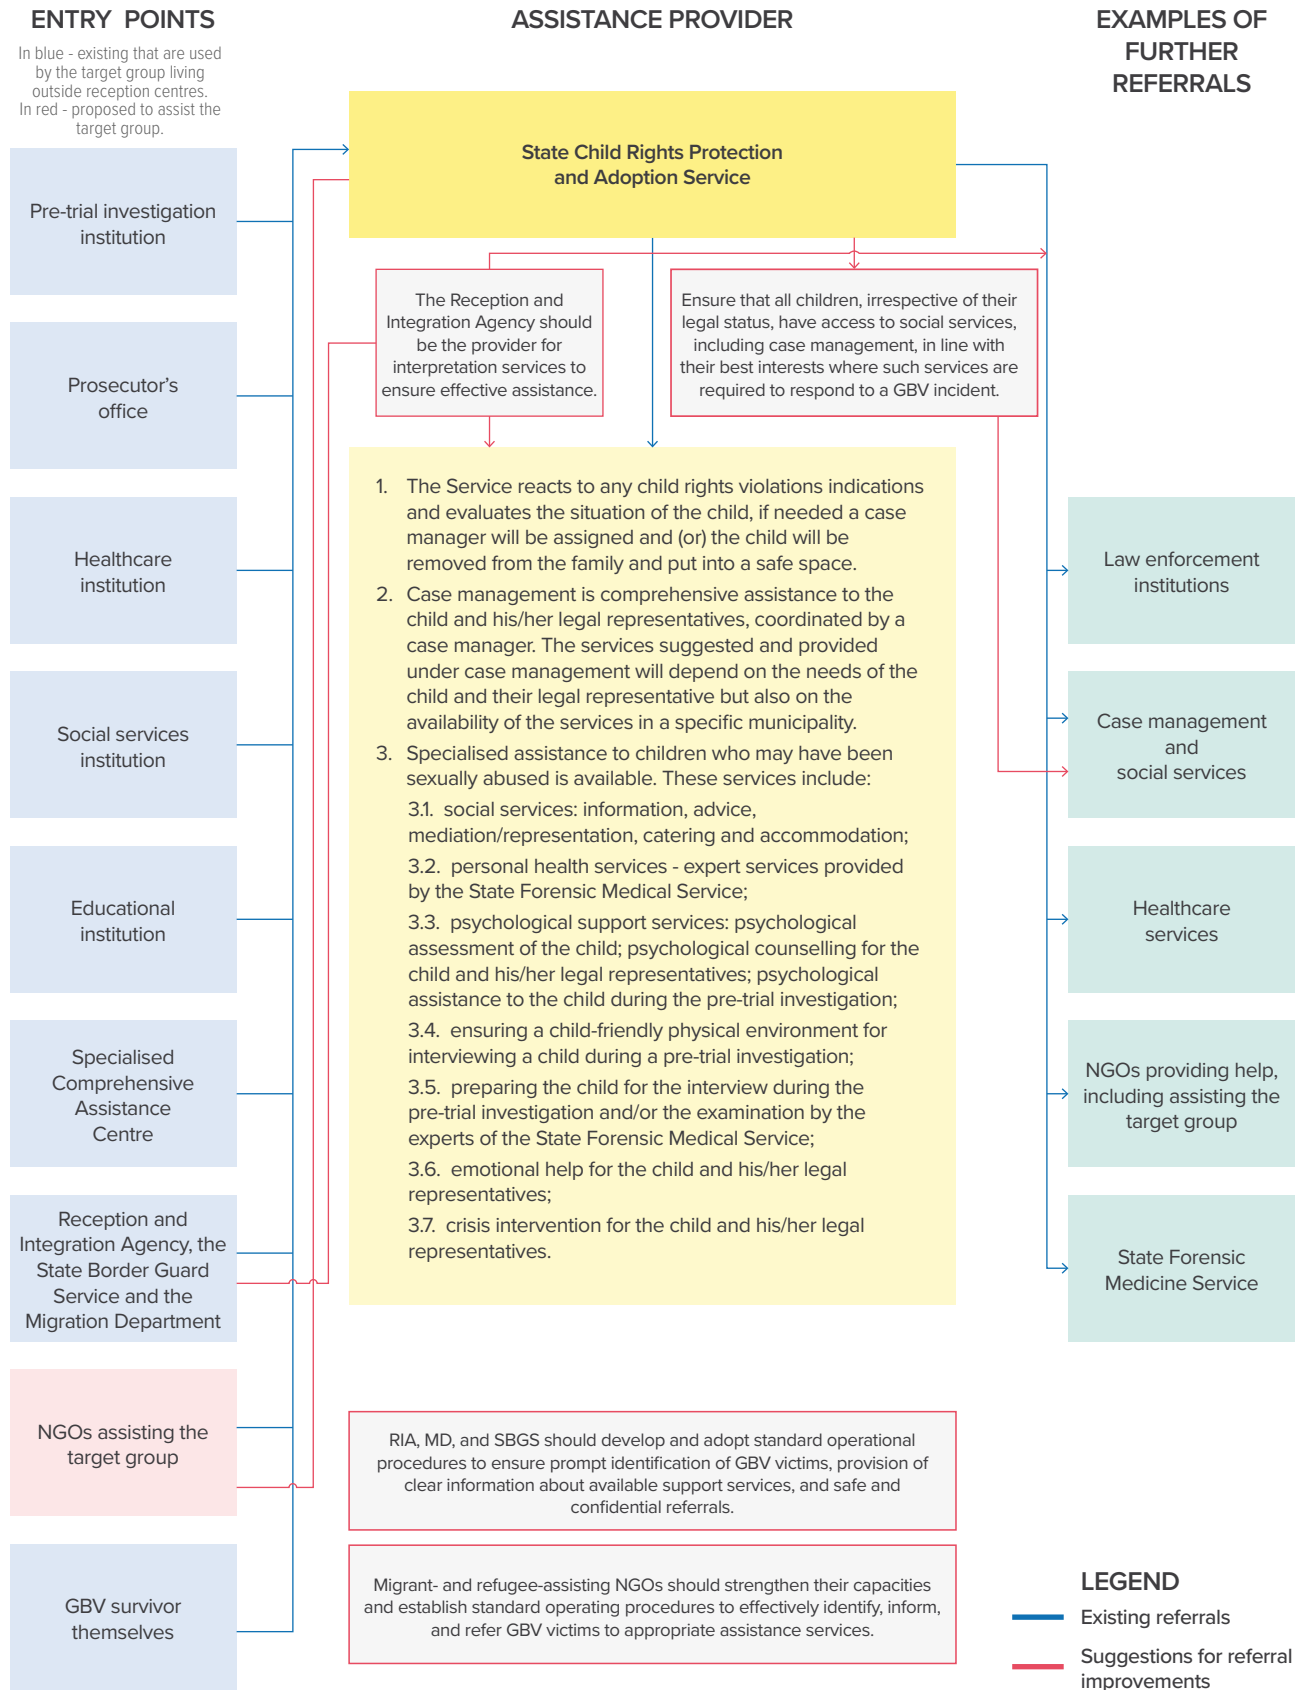 ENTRY POINTS
In blue - existing that are used
by the target group living
outside reception centres.
In red - proposed to assist the
target group.
Pre-trial investigation
institution
Prosecutor's
office
Healthcare
institution
Social services
institution
Educational
institution
Specialised
Comprehensive
Assistance
Centre
Reception and
Integration Agency, the
State Border Guard
Service and the
Migration Department
NGOs assisting the
target group
GBV survivor
themselves
ASSISTANCE PROVIDER
State Child Rights Protection
and Adoption Service
The Reception and
Integration Agency should
be the provider for
interpretation services to
ensure effective assistance.
Ensure that all children, irrespective of their
legal status, have access to social services,
including case management, in line with
their best interests where such services are
required to respond to a GBV incident.
1. The Service reacts to any child rights violations indications
and evaluates the situation of the child, if needed a case
manager will be assigned and (or) the child will be
removed from the family and put into a safe space.
2. Case management is comprehensive assistance to the
child and his/her legal representatives, coordinated by a
case manager. The services suggested and provided
under case management will depend on the needs of the
child and their legal representative but also on the
availability of the services in a specific municipality.
3. Specialised assistance to children who may have been
sexually abused is available. These services include:
3.1. social services: information, advice,
mediation/representation, catering and accommodation;
3.2. personal health services - expert services provided
by the State Forensic Medical Service;
3.3. psychological support services: psychological
assessment of the child; psychological counselling for the
child and his/her legal representatives; psychological
assistance to the child during the pre-trial investigation;
3.4. ensuring a child-friendly physical environment for
interviewing a child during a pre-trial investigation;
3.5. preparing the child for the interview during the
pre-trial investigation and/or the examination by the
experts of the State Forensic Medical Service;
3.6. emotional help for the child and his/her legal
representatives;
3.7. crisis intervention for the child and his/her legal
representatives.
RIA, MD, and SBGS should develop and adopt standard operational
procedures to ensure prompt identification of GBV victims, provision of
clear information about available support services, and safe and
confidential referrals.
Migrant- and refugee-assisting NGOs should strengthen their capacities
and establish standard operating procedures to effectively identify, inform,
and refer GBV victims to appropriate assistance services.
EXAMPLES OF
FURTHER
REFERRALS
Law enforcement
institutions
Case management
and
social services
Healthcare
services
NGOs providing help,
including assisting the
target group
State Forensic
Medicine Service
LEGEND
Existing referrals
Suggestions for referral
improvements